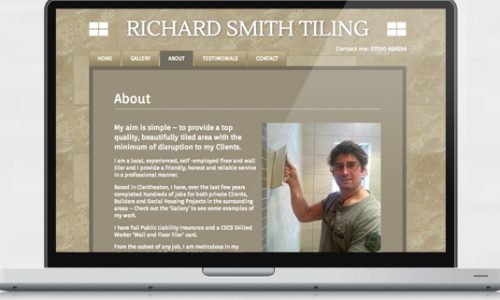 RICHARD SMITH TILING
Contact me: 07510 466554
HOME GALLERY ABOUT TESTIMONIALS CONTACT
About
My aim is simple – to provide a top
quality, beautifully tiled area with the
minimum of disruption to my Clients.
I am a local, experienced, self -employed floor and wall
tiler and I provide a friendly, honest and reliable service
in a professional manner.
Based in Cleckheaton, I have, over the last few years
completed hundreds of jobs for both private Clients,
Builders and Social Housing Projects in the surrounding
areas – Check out the 'Gallery' to see some examples of
my work.
I have full Public Liability Insurance and a CSCS Skilled
Worker 'Wall and Floor Tiler' card.
From the outset of any job, I am meticulous in my